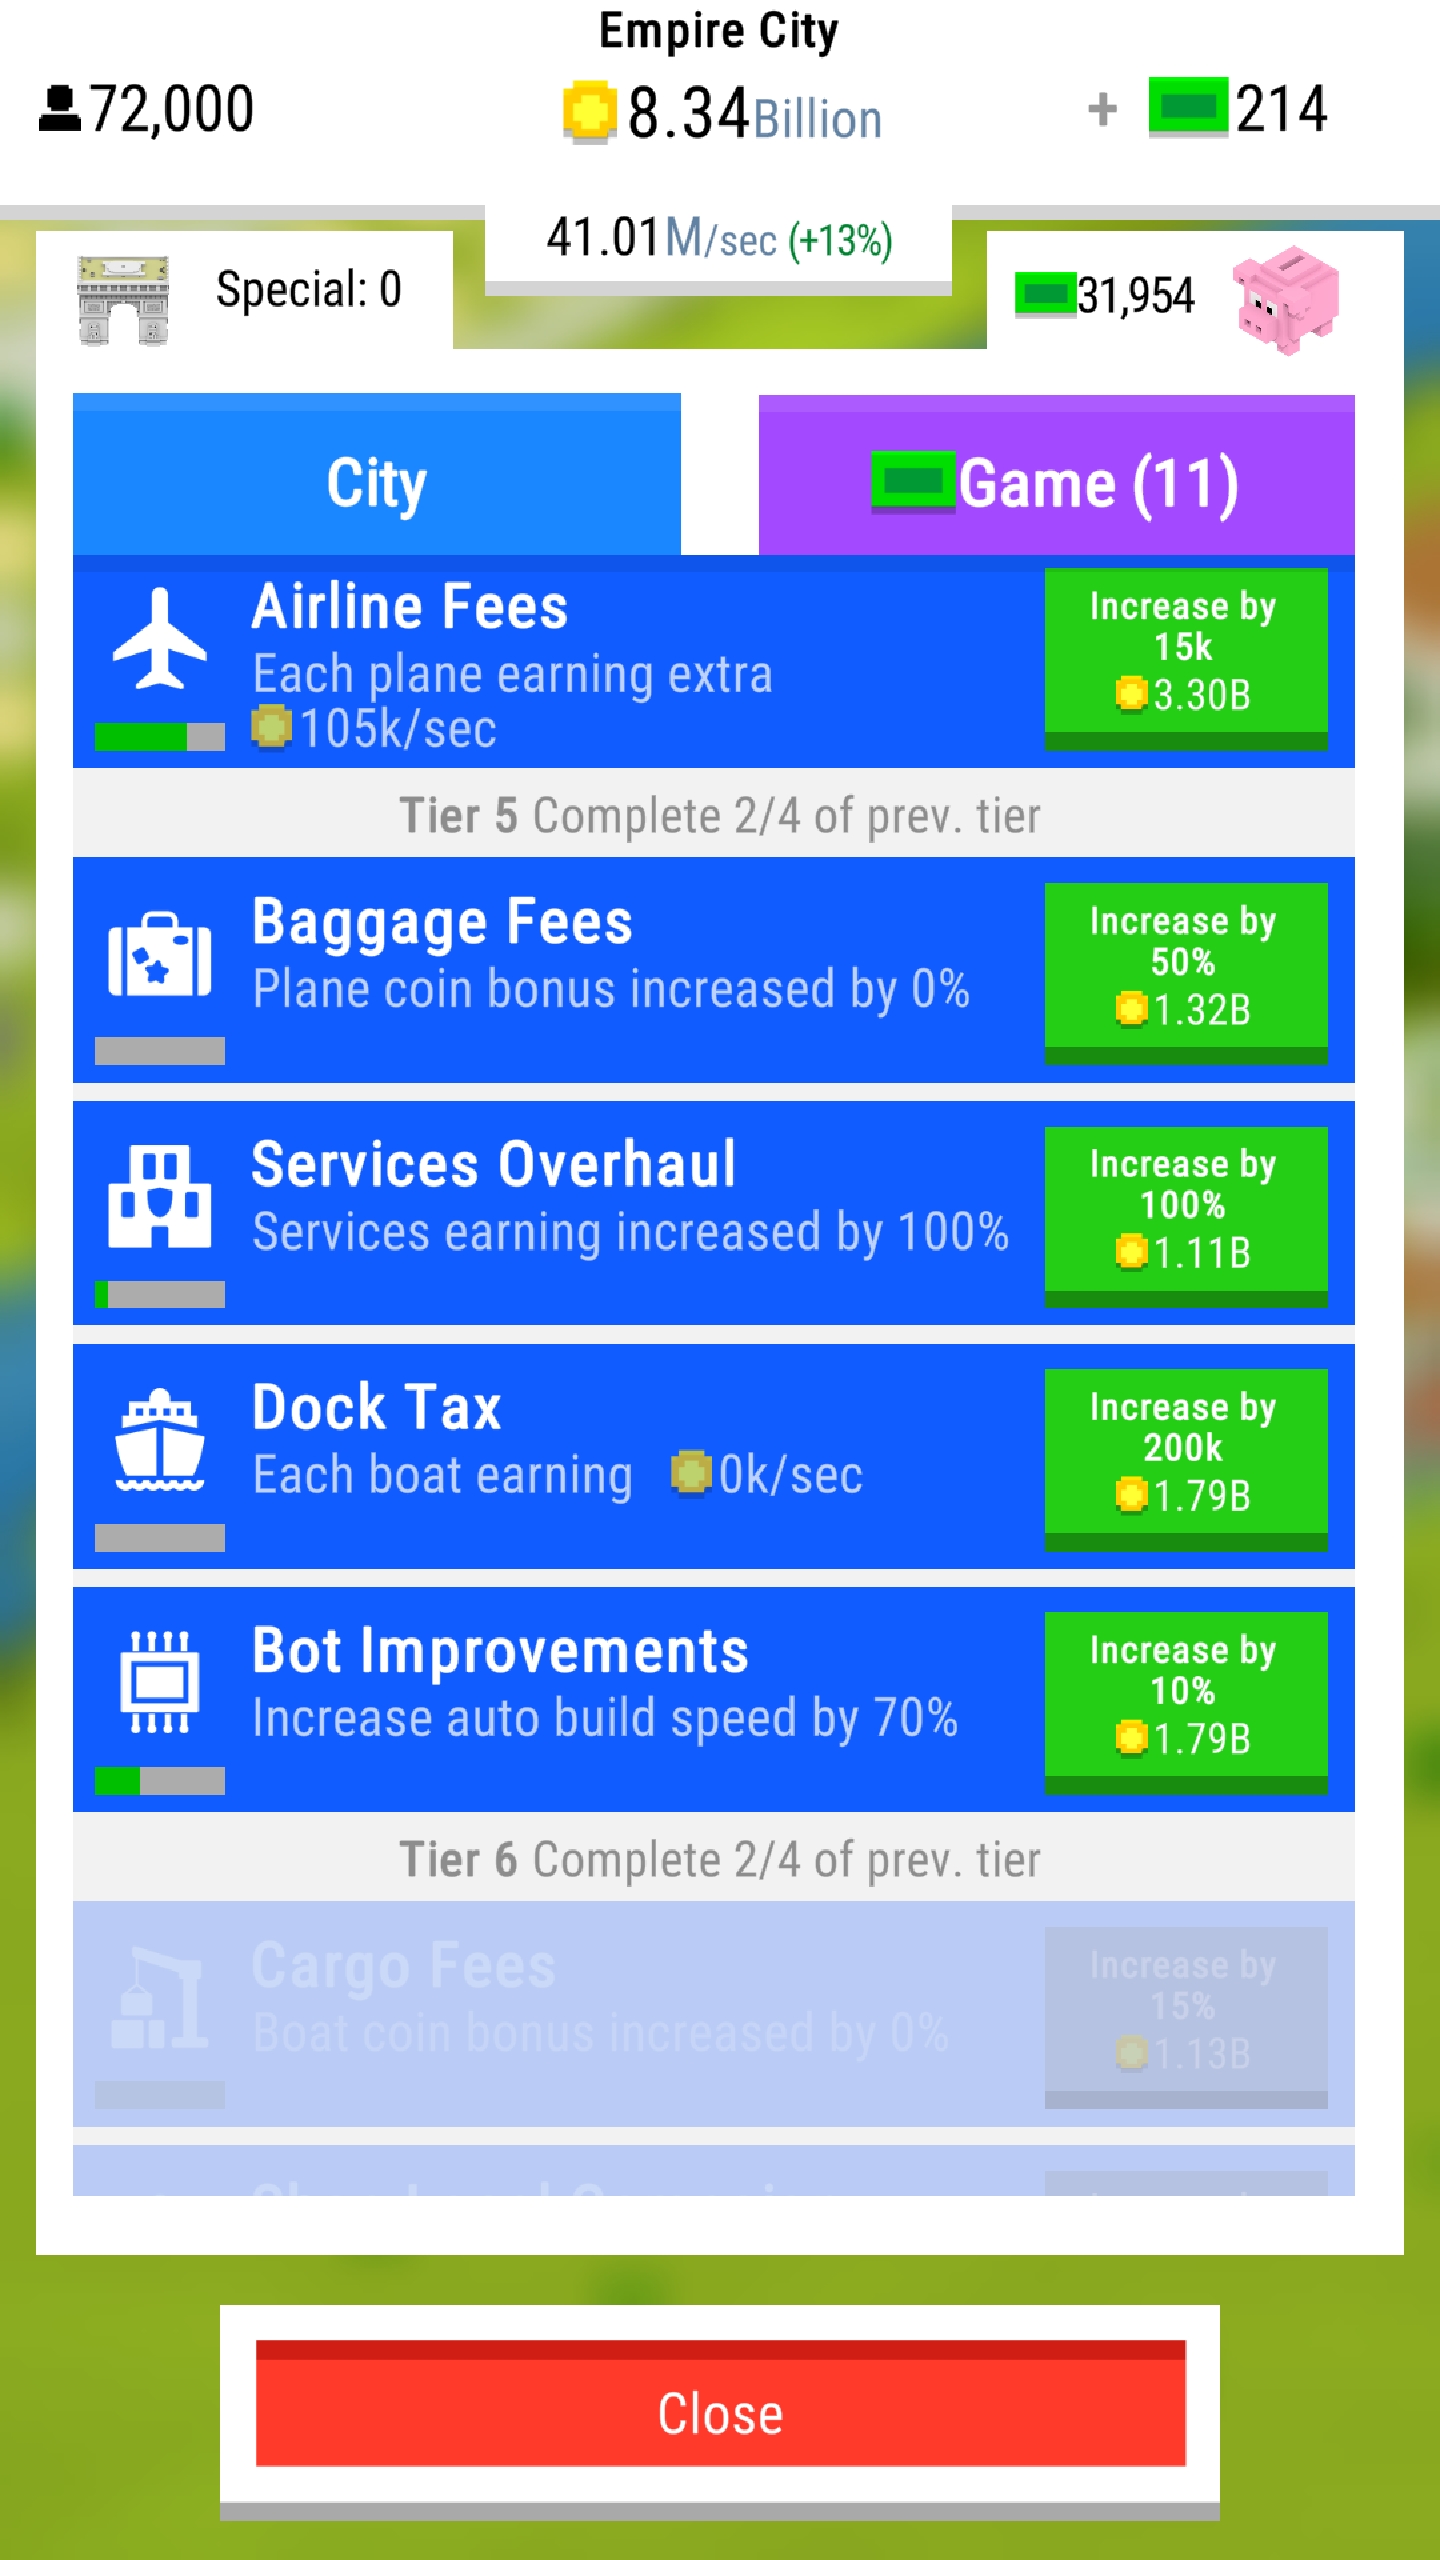 Empire City
72,000
8.34Billion
+ 214
41.01M/sec (+13%)
Special: 0
31,954
City
Game (11)
Airline Fees
Each plane earning extra
105k/sec
Increase by
15k
3.30B
Tier 5 Complete 2/4 of prev. tier
Baggage Fees
Plane coin bonus increased by 0%
Increase by
50%
1.32B
Services Overhaul
Services earning increased by 100%
Increase by
100%
1.11B
Dock Tax
Each boat earning 0k/sec
Increase by
200k
1.79B
Bot Improvements
Increase auto build speed by 70%
Increase by
10%
1.79B
Tier 6 Complete 2/4 of prev. tier
Cargo Fees
Boat coin bonus increased by 0%
Increase by
15%
1.13B
Close